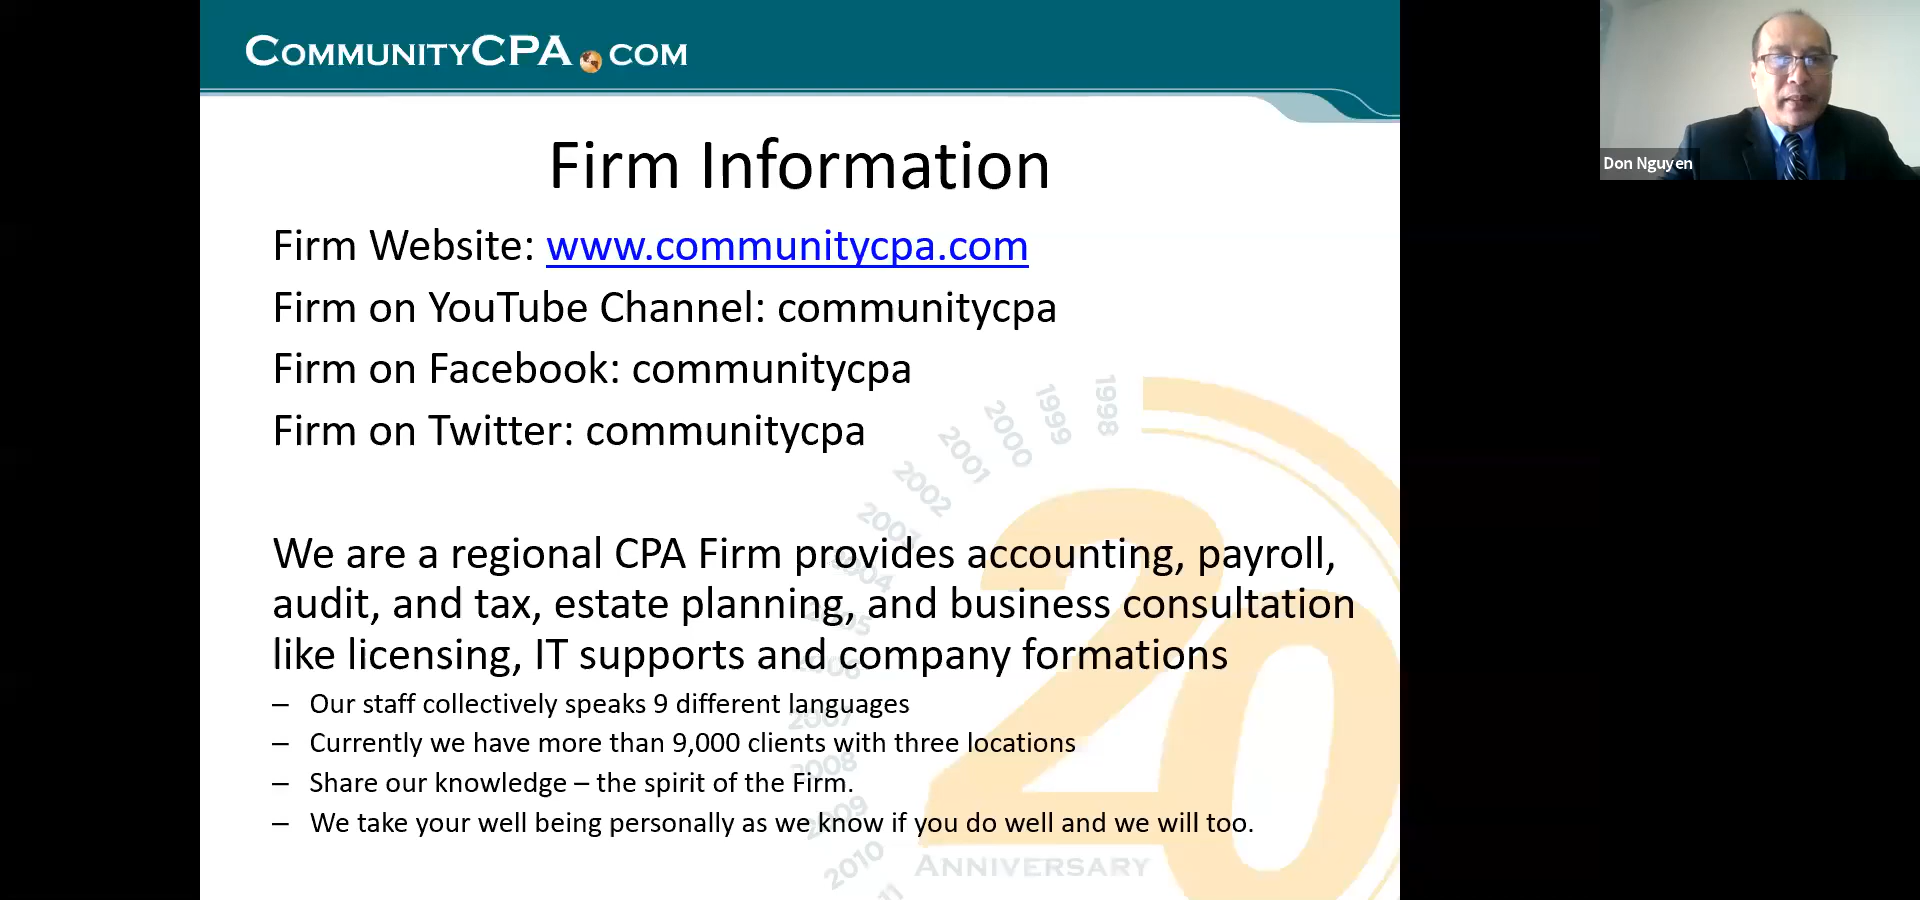 COMMUNITYCPA.COM
Don Nguyen
Firm Information
Firm Website: www.communitycpa.com
Firm on YouTube Channel: communitycpa
Firm on Facebook: communitycpa
Firm on Twitter: communitycpa
1998
1999
2000
2001
2002
2003
We are a regional CPA Firm provides accounting, payroll,
2004
audit, and tax, estate planning, and business consultation
2005
like licensing, IT supports and company formations
2006
– Our staff collectively speaks 9 different languages
2007
– Currently we have more than 9,000 clients with three locations
2008
– Share our knowledge – the spirit of the Firm.
2009
– We take your well being personally as we know if you do well and we will too.
2010
20
ANNIVERSARY